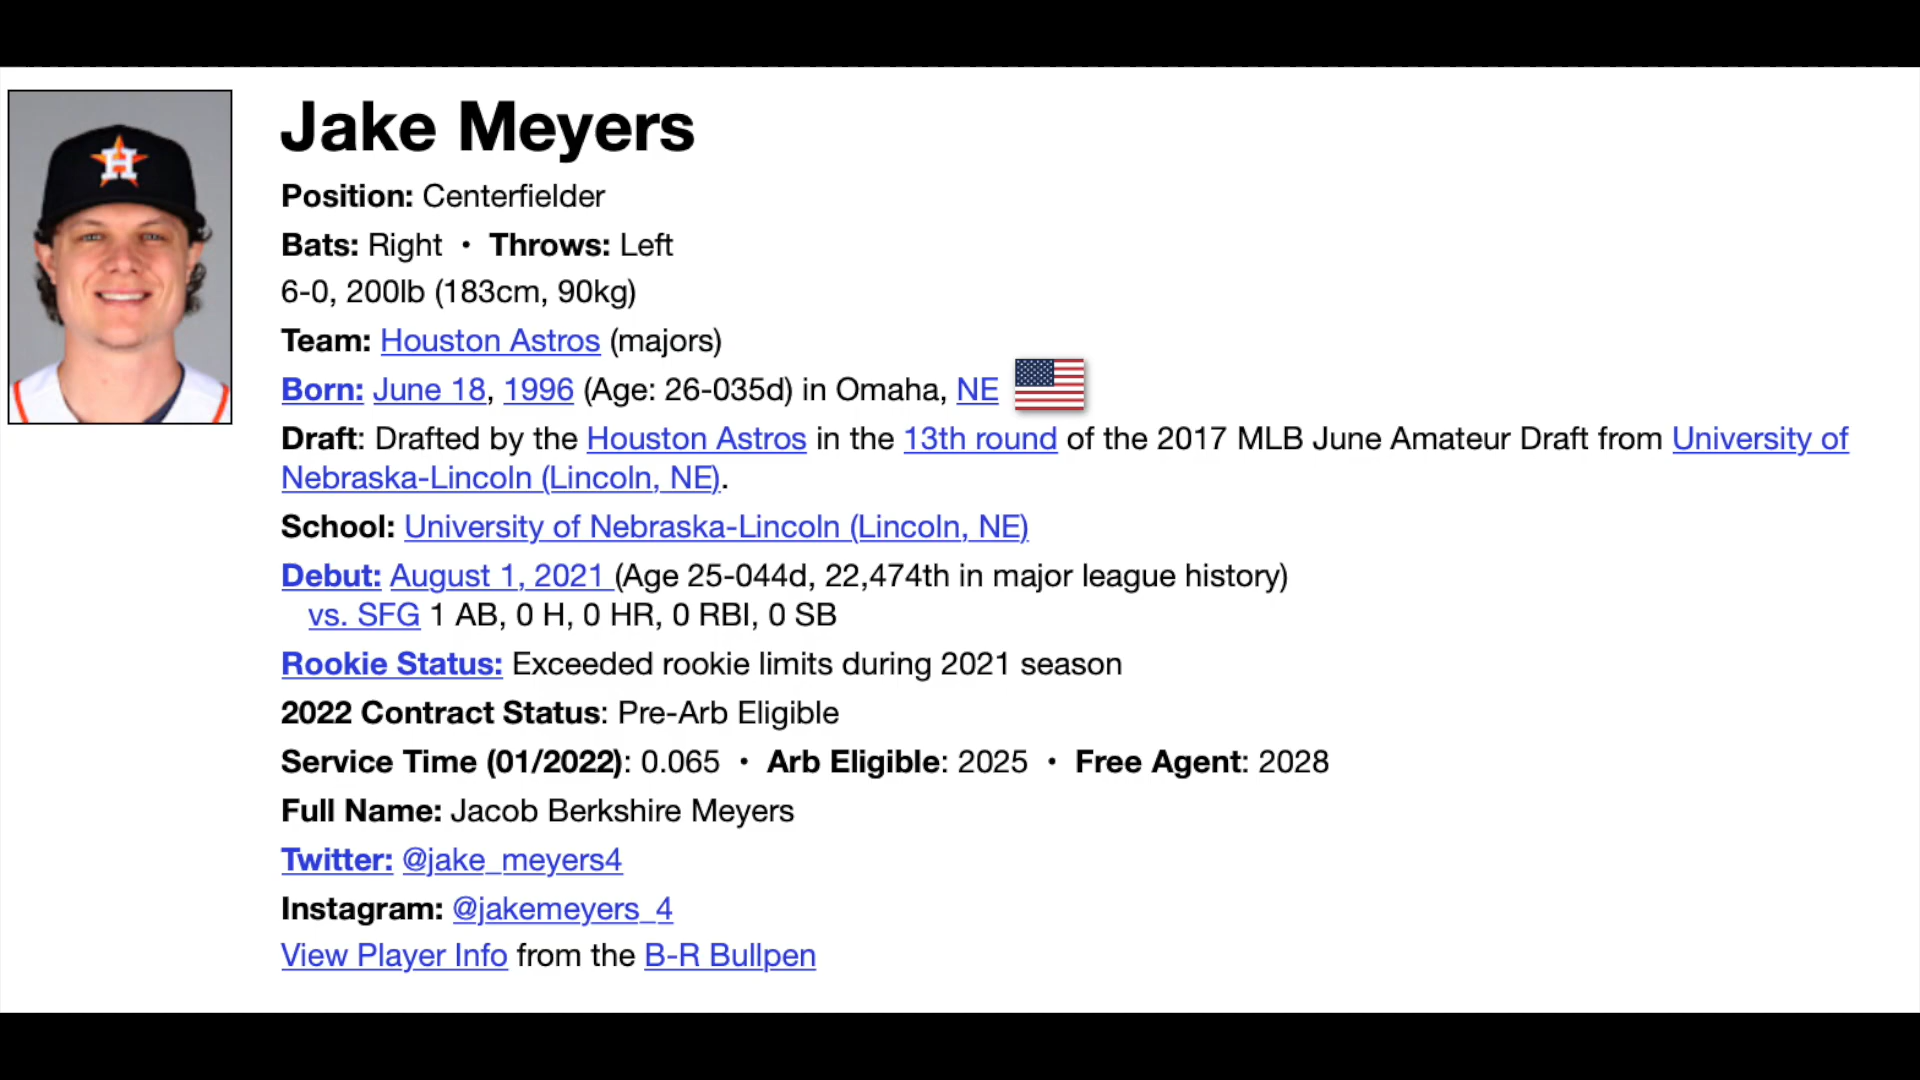 H
Jake Meyers
Position: Centerfielder
Bats: Right • Throws: Left
6-0, 200lb (183cm, 90kg)
Team: Houston Astros (majors)
Born: June 18, 1996 (Age: 26-035d) in Omaha, NE
Draft: Drafted by the Houston Astros in the 13th round of the 2017 MLB June Amateur Draft from University of
Nebraska-Lincoln (Lincoln, NE).
School: University of Nebraska-Lincoln (Lincoln, NE)
Debut: August 1, 2021 (Age 25-044d, 22,474th in major league history)
vs. SFG 1 AB, 0 H, 0 HR, 0 RBI, 0 SB
Rookie Status: Exceeded rookie limits during 2021 season
2022 Contract Status: Pre-Arb Eligible
Service Time (01/2022): 0.065 • Arb Eligible: 2025 • Free Agent: 2028
Full Name: Jacob Berkshire Meyers
Twitter: @jake_meyers4
Instagram: @jakemeyers_4
View Player Info from the B-R Bullpen